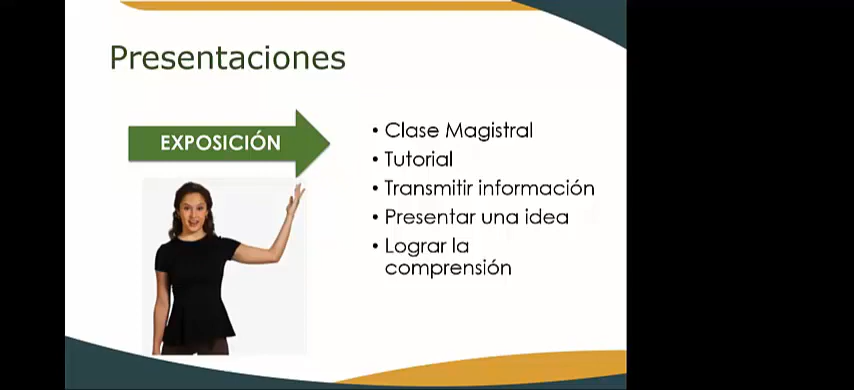 Presentaciones
EXPOSICIÓN
• Clase Magistral
• Tutorial
• Transmitir información
• Presentar una idea
• Lograr la
comprensión